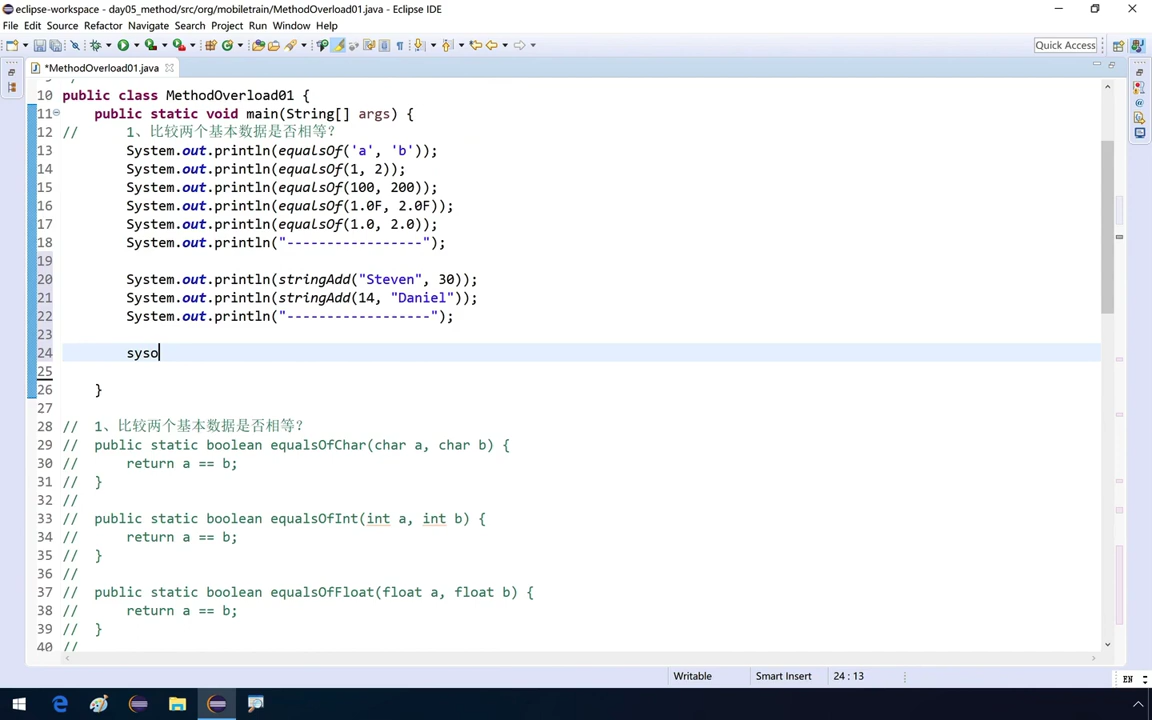 eclipse-workspace - day05_method/src/org/mobiletrain/MethodOverload01.java - Eclipse IDE
File Edit Source Refactor Navigate Search Project Run Window Help
Quick Access
*MethodOverload01.java
10 public class MethodOverload01 {
11 public static void main(String[] args) {
12 // 1、比较两个基本数据是否相等?
13 System.out.println(equalsOf('a', 'b'));
14 System.out.println(equalsOf(1, 2));
15 System.out.println(equalsOf(100, 200));
16 System.out.println(equalsOf(1.0F, 2.0F));
17 System.out.println(equalsOf(1.0, 2.0));
18 System.out.println("-----------------");
19
20 System.out.println(stringAdd("Steven", 30));
21 System.out.println(stringAdd(14, "Daniel"));
22 System.out.println("------------------");
23
24 syso
25
26 }
27
28 // 1、比较两个基本数据是否相等?
29 // public static boolean equalsOfChar(char a, char b) {
30 // return a == b;
31 // }
32 //
33 // public static boolean equalsOfInt(int a, int b) {
34 // return a == b;
35 // }
36 //
37 // public static boolean equalsOfFloat(float a, float b) {
38 // return a == b;
39 // }
40 //
Writable Smart Insert 24 : 13
EN